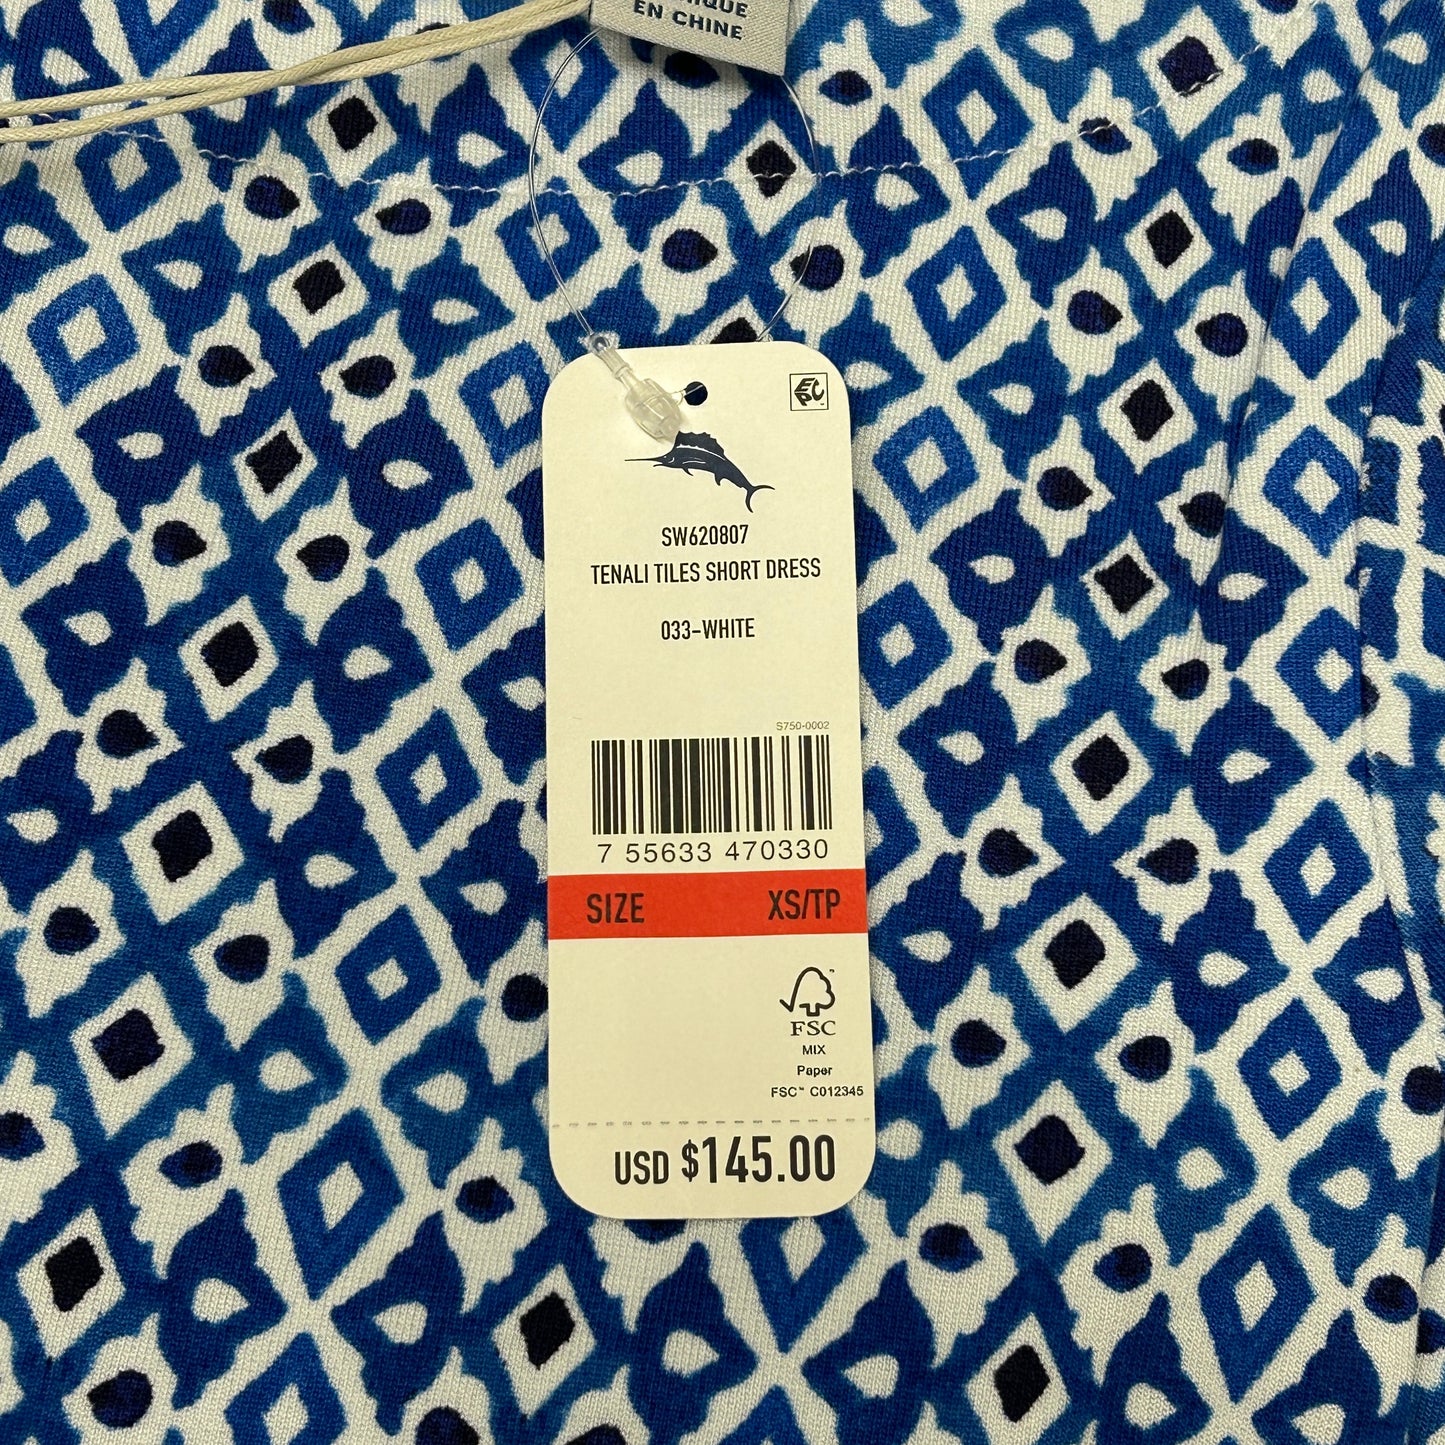 EN CHINE
EPC
SW620807
TENALI TILES SHORT DRESS
033-WHITE
S750-0002
7 55633 470330
SIZE XS/TP
FSC
MIX
Paper
FSC™ C012345
USD $145.00